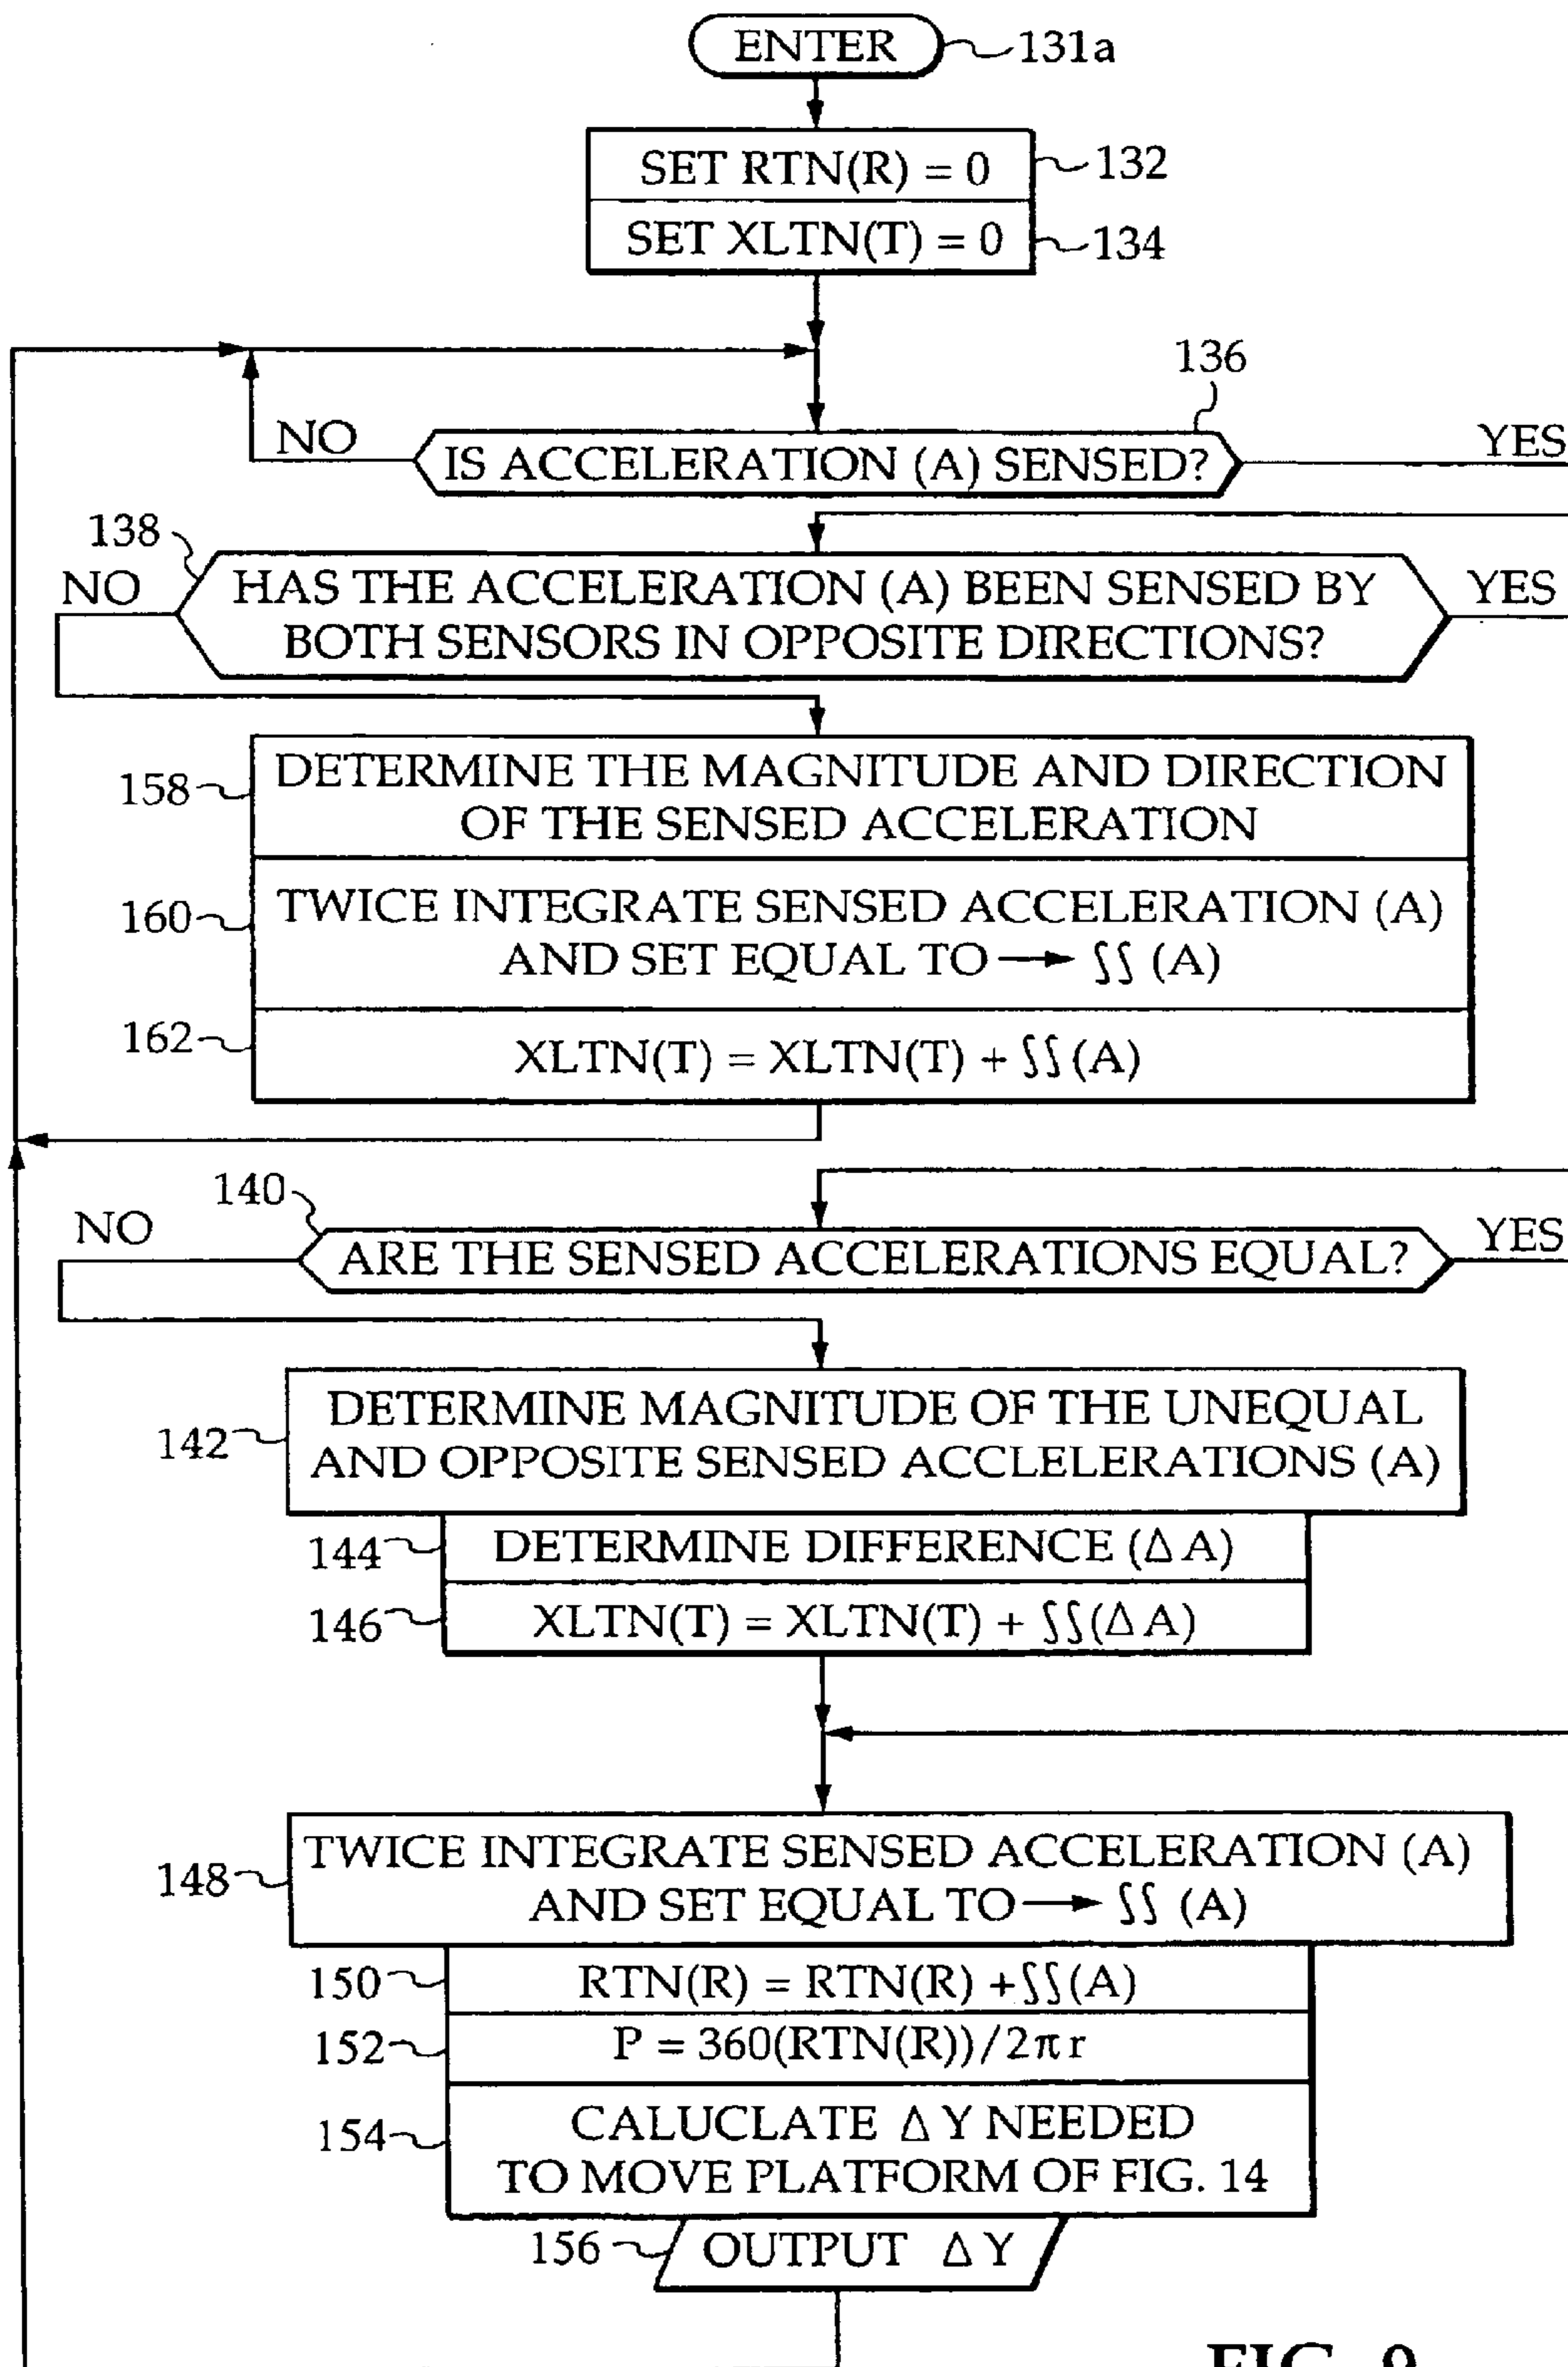 ENTER
131a
SET RTN(R) = 0
132
SET XLTN(T) = 0
134
136
NO
IS ACCELERATION (A) SENSED?
YES
138
NO
HAS THE ACCELERATION (A) BEEN SENSED BY
BOTH SENSORS IN OPPOSITE DIRECTIONS?
YES
158
DETERMINE THE MAGNITUDE AND DIRECTION
OF THE SENSED ACCELERATION
160
TWICE INTEGRATE SENSED ACCELERATION (A)
AND SET EQUAL TO → ∫∫ (A)
162
XLTN(T) = XLTN(T) + ∫∫ (A)
140
NO
ARE THE SENSED ACCELERATIONS EQUAL?
YES
142
DETERMINE MAGNITUDE OF THE UNEQUAL
AND OPPOSITE SENSED ACCLELERATIONS (A)
144
DETERMINE DIFFERENCE (Δ A)
146
XLTN(T) = XLTN(T) + ∫∫(Δ A)
148
TWICE INTEGRATE SENSED ACCELERATION (A)
AND SET EQUAL TO → ∫∫ (A)
150
RTN(R) = RTN(R) +∫∫(A)
152
P = 360(RTN(R))/2π r
154
CALUCLATE Δ Y NEEDED
TO MOVE PLATFORM OF FIG. 14
156
OUTPUT Δ Y
FIG. 9